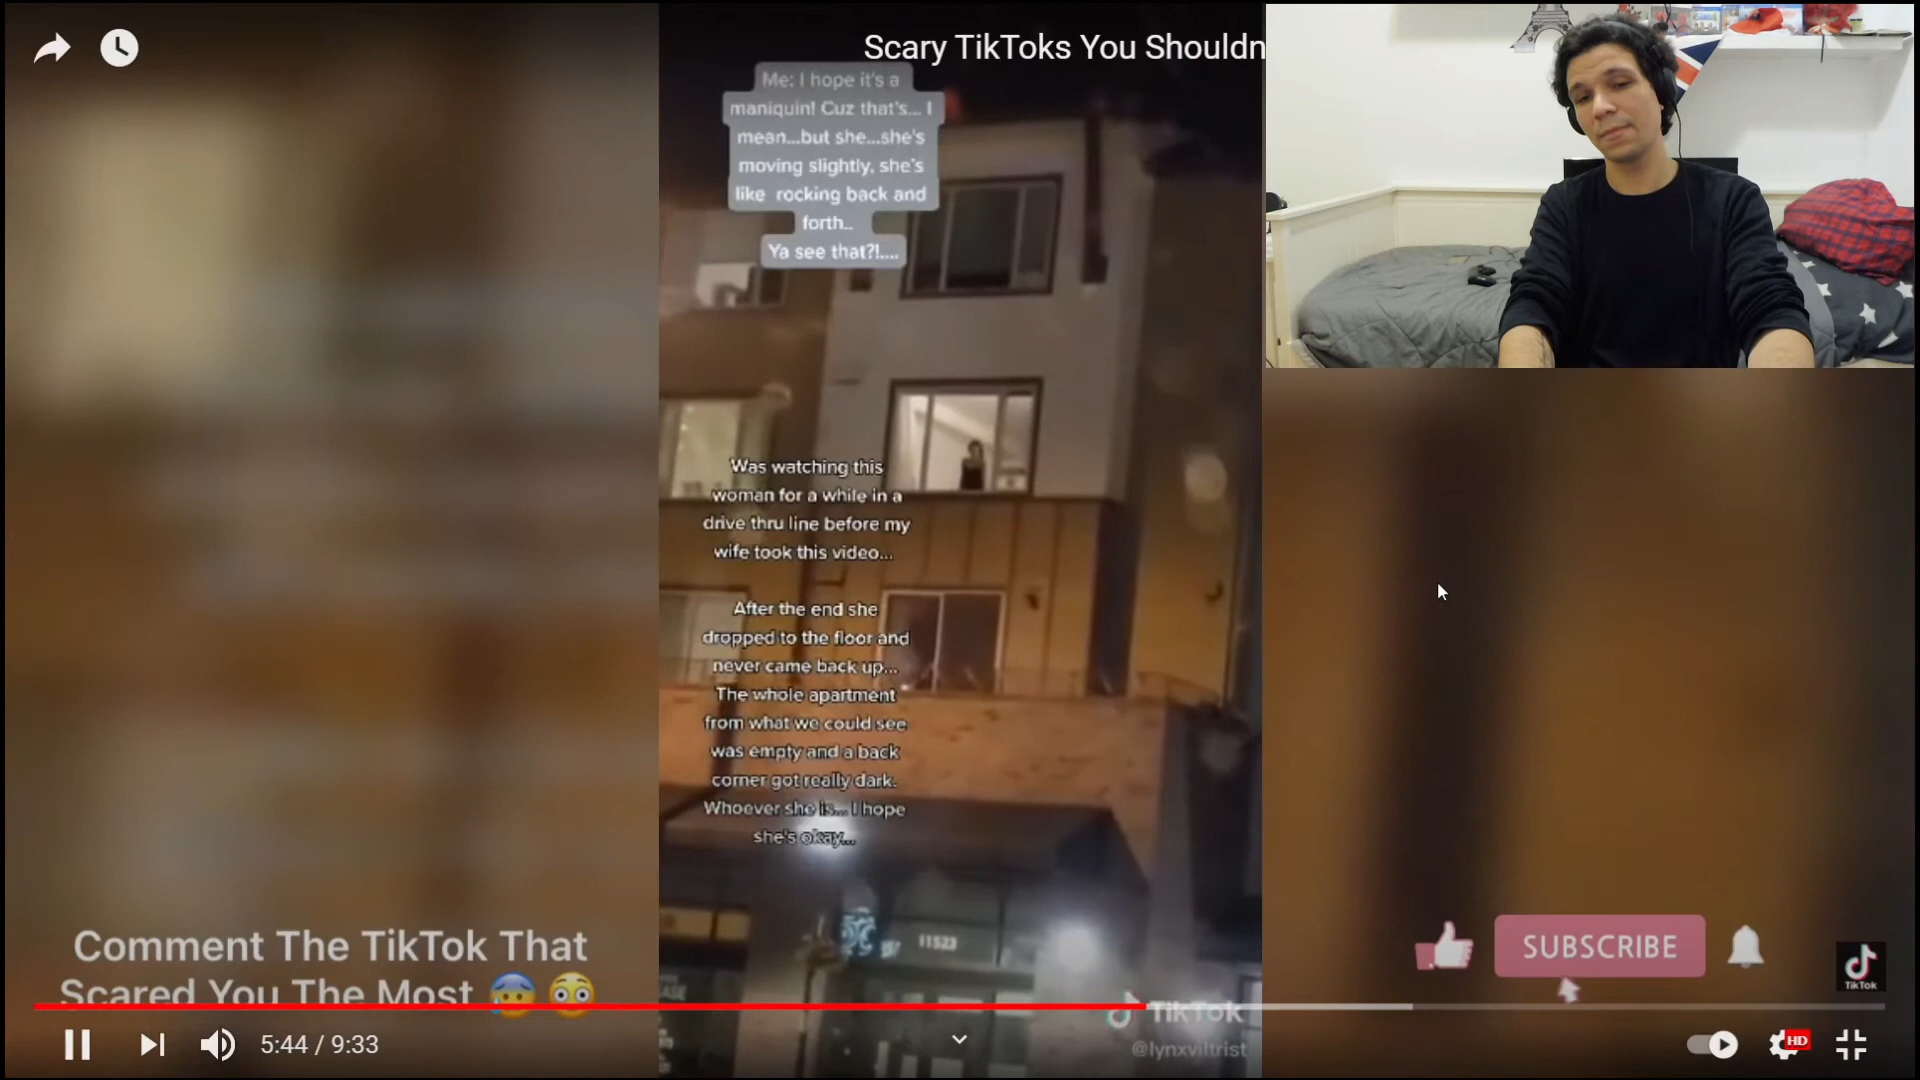 Scary TikToks You Shouldn
Me: I hope it's a
maniquin! Cuz that's... I
mean...but she...she's
moving slightly, she's
like rocking back and
forth..
Ya see that?!....
Was watching this
woman for a while in a
drive thru line before my
wife took this video...
After the end she
dropped to the floor and
never came back up...
The whole apartment
from what we could see
was empty and a back
corner got really dark.
Whoever she is... I hope
she's okay...
11523
Comment The TikTok That
Scared You The Most 😰 😳
SUBSCRIBE
TikTok
TikTok
@lynxviltrist
5:44 / 9:33
HD